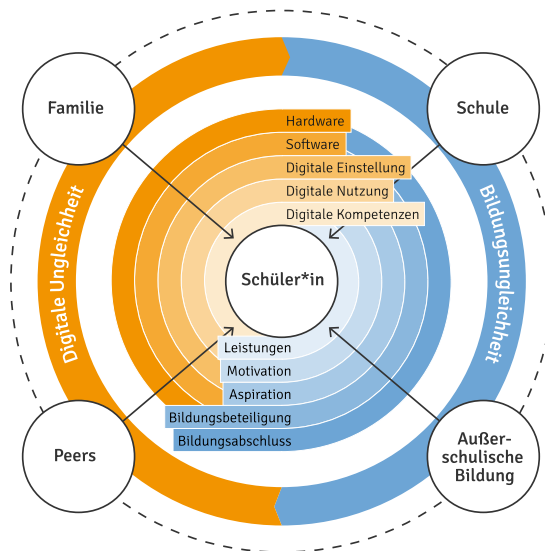 Familie
Schule
Hardware
Software
Digitale Einstellung
Digitale Nutzung
Digitale Kompetenzen
Digitale Ungleichheit
Bildungsungleichheit
Schüler*in
Leistungen
Motivation
Aspiration
Bildungsbeteiligung
Bildungsabschluss
Peers
Außer-
schulische
Bildung